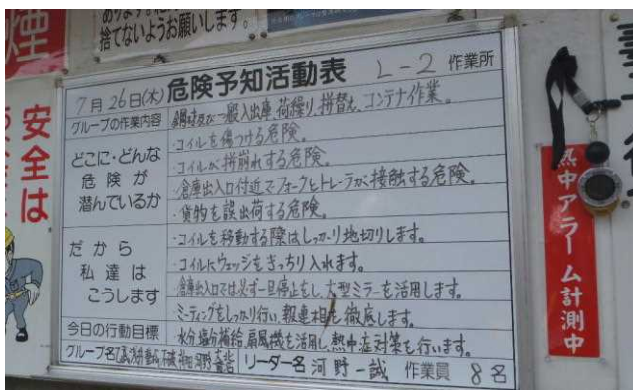 煙
捨てないようお願いします。
安全は
7月26日(木) 危険予知活動表 L-2 作業所
グループの作業内容 鋼材及び一般入出庫、荷繰り、拼替え、コンテナ作業。
どこに・どんな
危険が
潜んでいるか
・コイルを傷つける危険。
・コイルが拼崩れする危険。
・倉庫出入口付近でフォークとトレーラーが接触する危険。
・貨物を誤出荷する危険。
だから
私達は
こうします
・コイルを移動する際はしっかり地切りします。
・コイルにウェッジをきっちり入れます。
・倉庫出入口では必ず一旦停止をし、大型ミラーを活用します。
・ミーティングをしっかり行い、報連相を徹底します。
今日の行動目標 水分塩分補給、扇風機を活用し、熱中症対策を行います。
グループ名 リーダー名 河野一誠 作業員 8名
熱中アラーム計測中